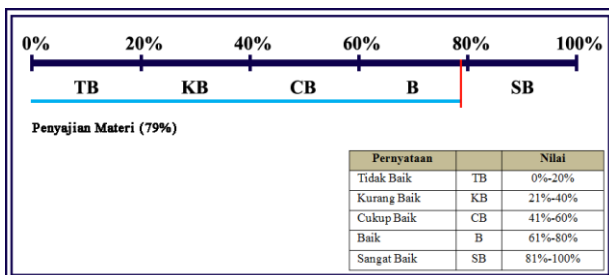 0% 20% 40% 60% 80% 100%
TB KB CB B SB
Penyajian Materi (79%)
Pernyataan Nilai
Tidak Baik TB 0%-20%
Kurang Baik KB 21%-40%
Cukup Baik CB 41%-60%
Baik B 61%-80%
Sangat Baik SB 81%-100%